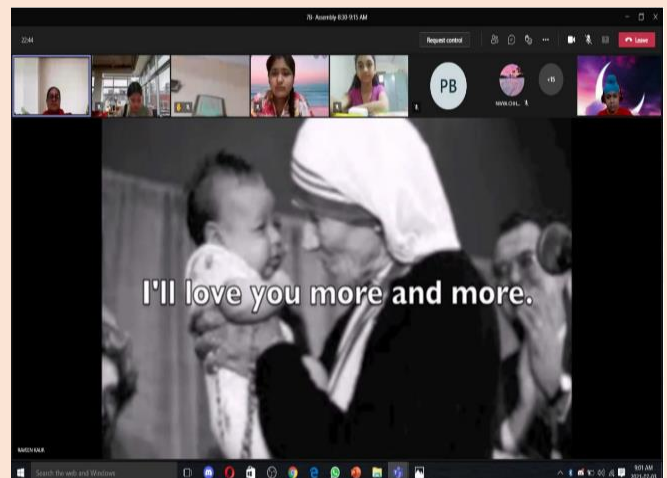 7B- Assembly 8:30-9:15 AM
22:44
Request control
Leave
PB
+15
I'll love you more and more.
NAVEEN KAUR
Search the web and Windows
9:01 AM